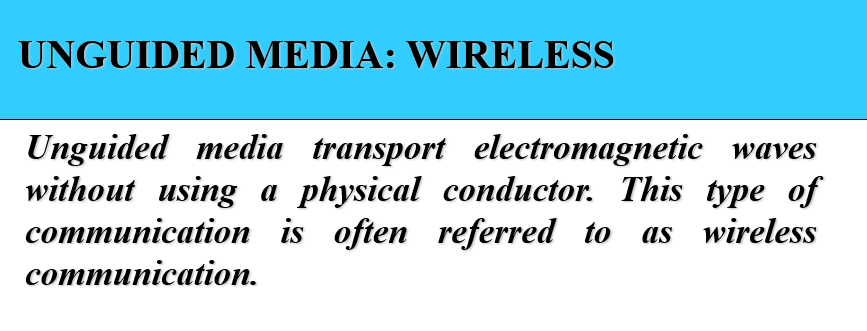 UNGUIDED MEDIA: WIRELESS
Unguided media transport electromagnetic waves
without using a physical conductor. This type of
communication is often referred to as wireless
communication.